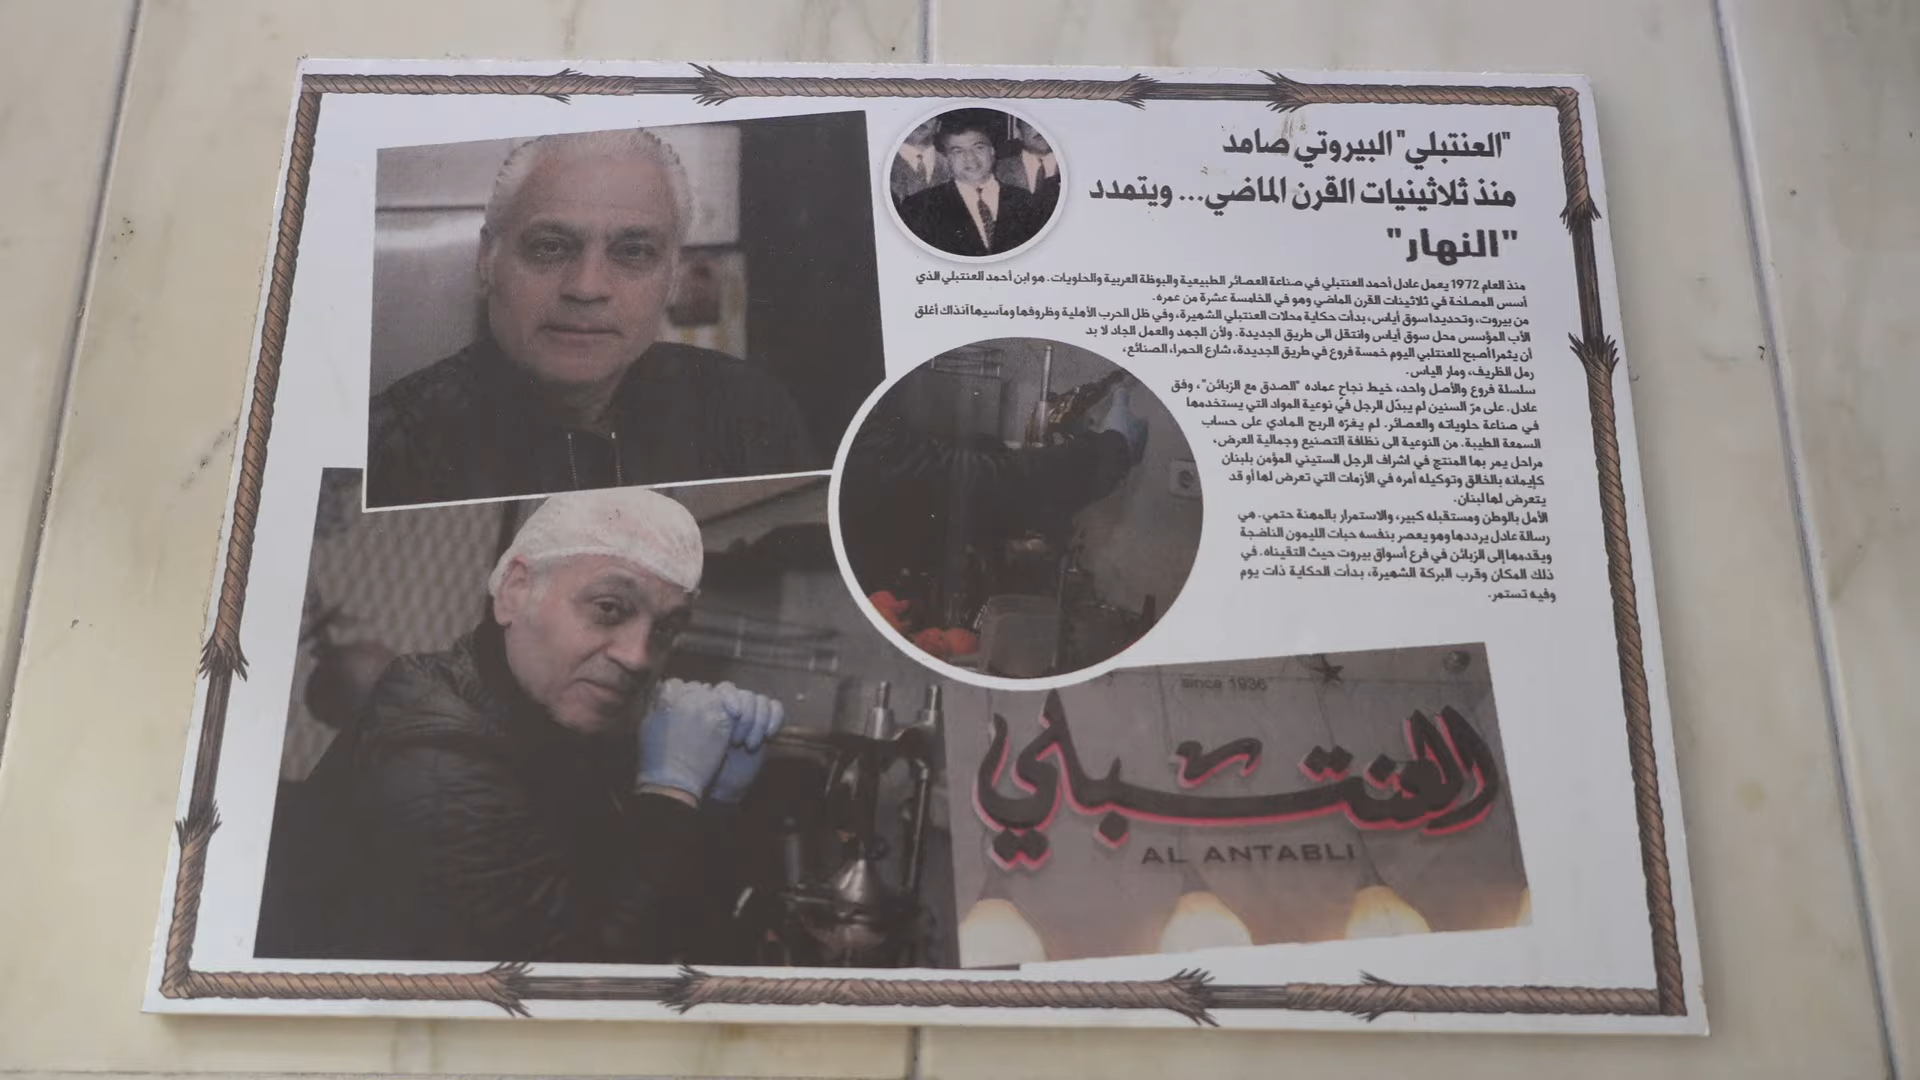 "العنتبلي" البيروتي صامد
منذ ثلاثينيات القرن الماضي... ويتمدد
"النهار"
منذ العام 1972 يعمل عادل أحمد العنتبلي في صناعة العصائر الطبيعية والبوظة العربية والحلويات. هو ابن أحمد العنتبلي الذي
أسس المصلحة في ثلاثينات القرن الماضي وهو في الخامسة عشرة من عمره.
من بيروت، وتحديدا سوق أياس، بدأت حكاية محلات العنتبلي الشهيرة، وفي ظل الحرب الأهلية وظروفها ومآسيها آنذاك أغلق
الأب المؤسس محل سوق أياس وانتقل الى طريق الجديدة. ولأن الجهد والعمل الجاد لا بد
أن يثمرا أصبح للعنتبلي اليوم خمسة فروع في طريق الجديدة، شارع الحمرا، الصنائع،
رمل الظريف، ومار الياس.
سلسلة فروع والأصل واحد، خيط نجاح عماده "الصدق مع الزبائن"، وفق
عادل. على مرّ السنين لم يبدّل الرجل في نوعية المواد التي يستخدمها
في صناعة حلوياته والعصائر. لم يغرّه الربح المادي على حساب
السمعة الطيبة. من النوعية الى نظافة التصنيع وجمالية العرض،
مراحل يمر بها المنتج في اشراف الرجل الستيني المؤمن بلبنان
كإيمانه بالخالق وتوكيله أمره في الأزمات التي تعرض لها أو قد
يتعرض لها لبنان.
الأمل بالوطن ومستقبله كبير، والاستمرار بالمهنة حتمي. هي
رسالة عادل يرددها وهو يعصر بنفسه حبات الليمون الناضجة
ويقدمها إلى الزبائن في فرع أسواق بيروت حيث التقيناه. في
ذلك المكان وقرب البركة الشهيرة، بدأت الحكاية ذات يوم
وفيه تستمر.
since 1936
العنتبلي
AL ANTABLI